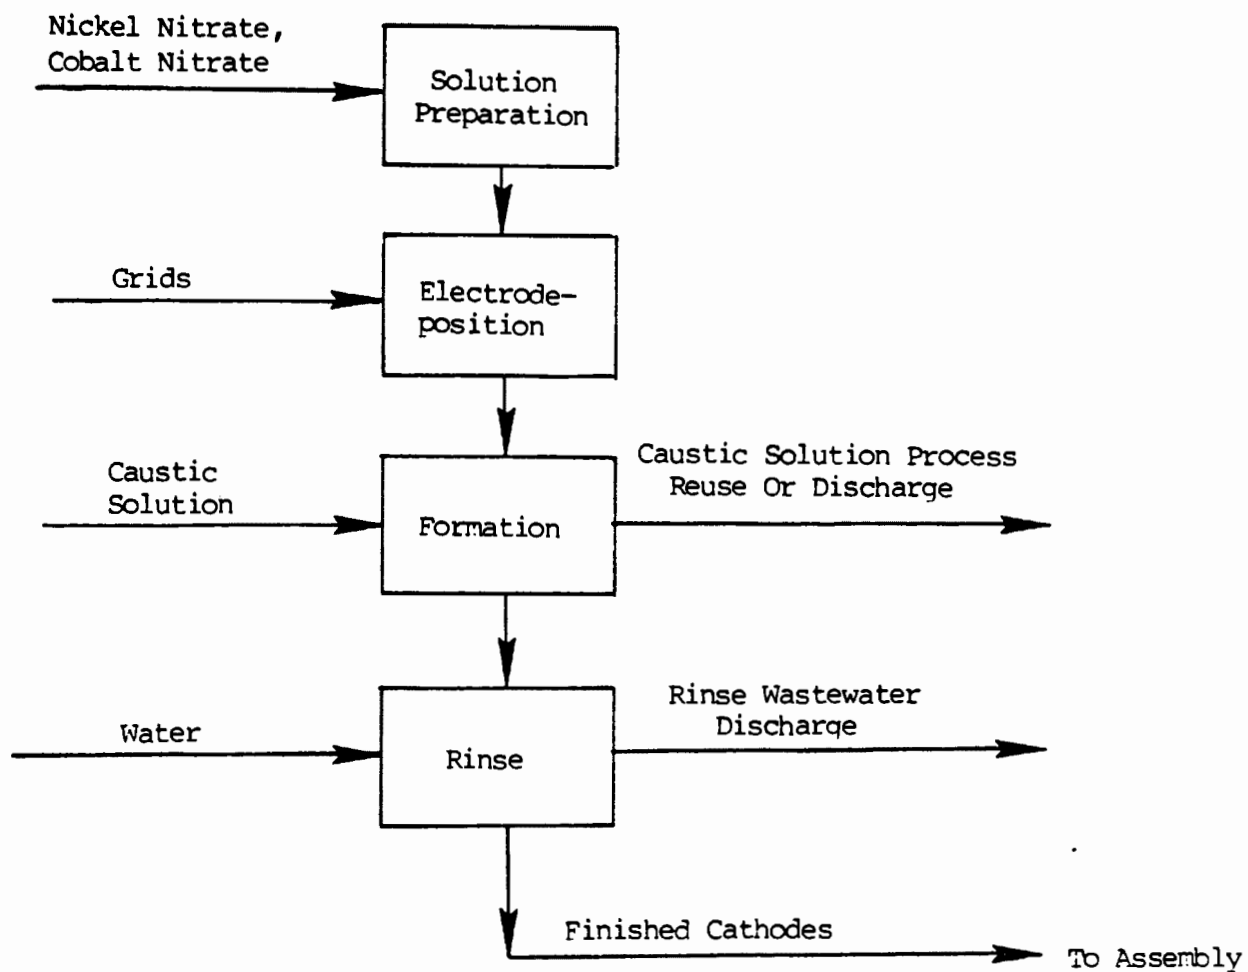 Nickel Nitrate,
Cobalt Nitrate
Solution
Preparation
Grids
Electrode-
position
Caustic
Solution
Formation
Caustic Solution Process
Reuse Or Discharge
Water
Rinse
Rinse Wastewater
Discharge
Finished Cathodes
To Assembly